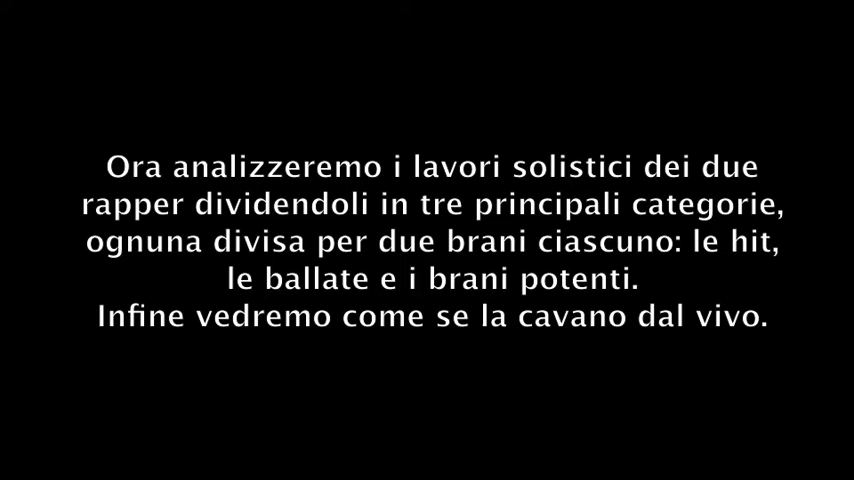 Ora analizzeremo i lavori solistici dei due
rapper dividendoli in tre principali categorie,
ognuna divisa per due brani ciascuno: le hit,
le ballate e i brani potenti.
Infine vedremo come se la cavano dal vivo.